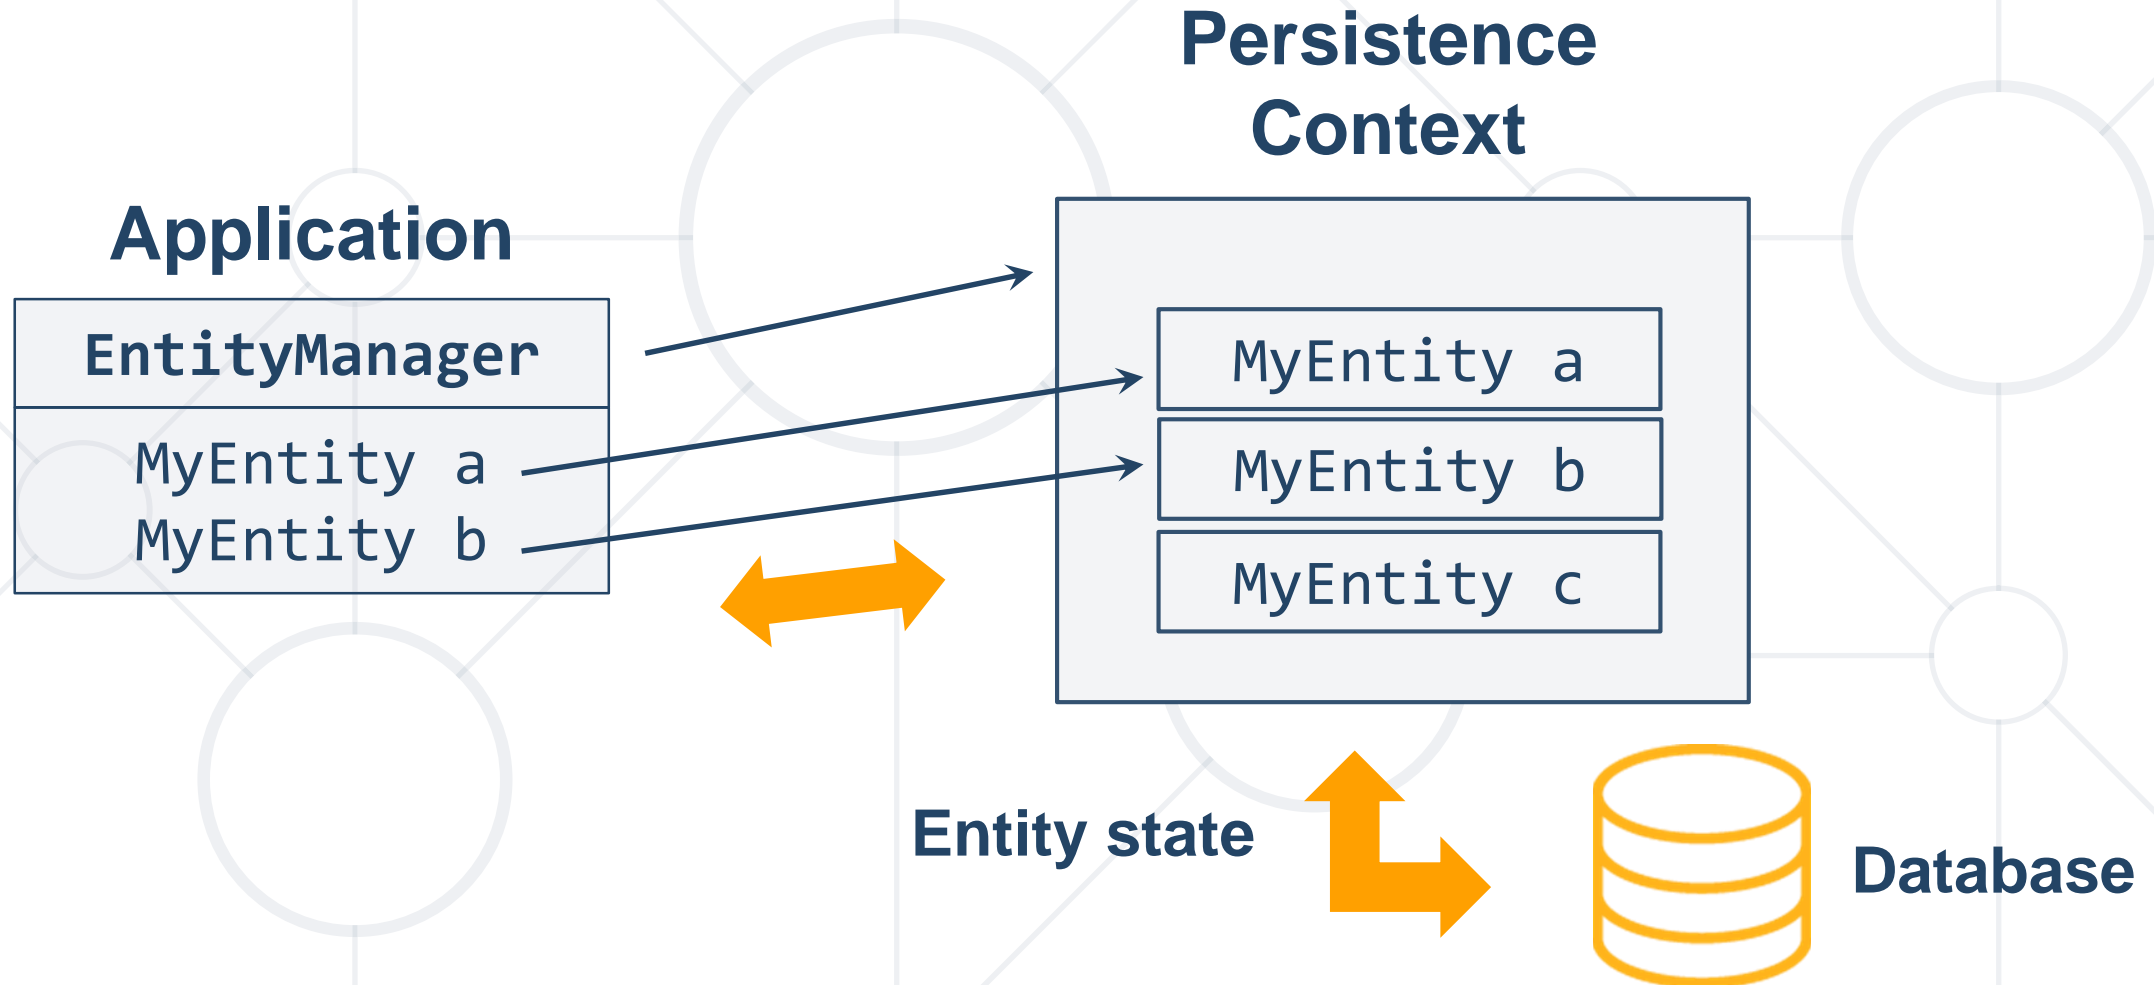 Persistence
Context
Application
EntityManager
MyEntity a
MyEntity b
MyEntity a
MyEntity b
MyEntity c
Entity state
Database